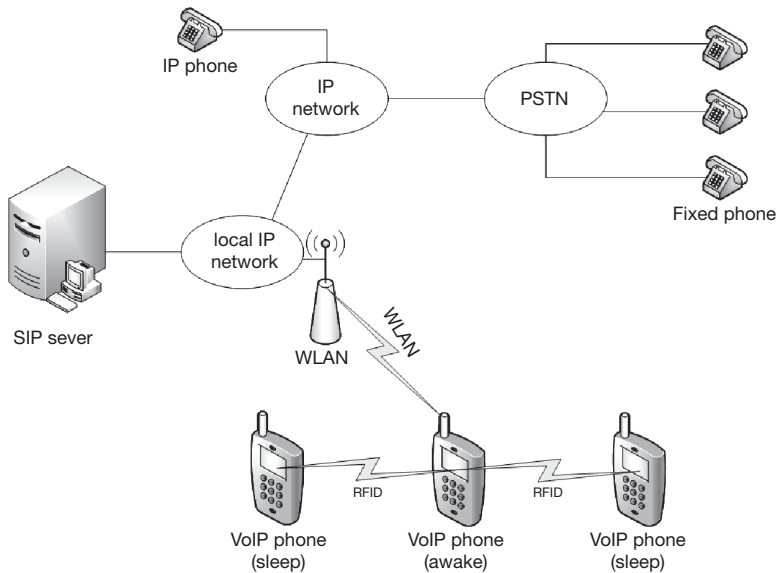 IP phone
IP
network
PSTN
Fixed phone
local IP
network
SIP sever
WLAN
WLAN
RFID
RFID
VoIP phone
(sleep)
VoIP phone
(awake)
VoIP phone
(sleep)